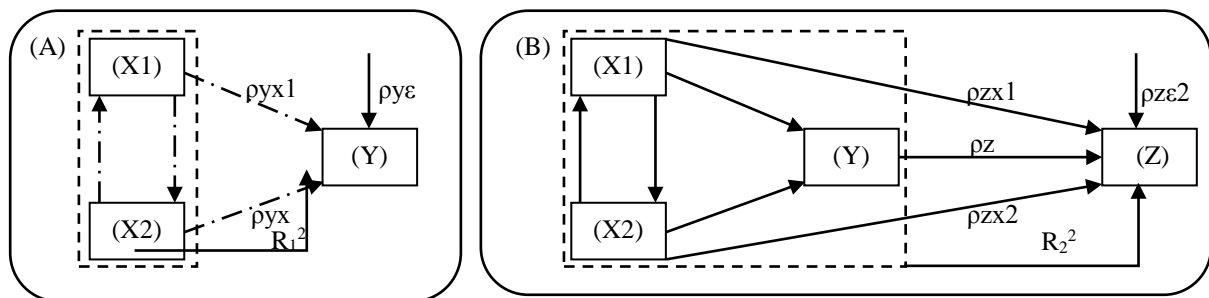 (A)
(X1)
ρyx1
ρyε
(Y)
ρyx
(X2)
R₁²
(B)
(X1)
ρzx1
ρzε2
(Y)
ρz
(Z)
(X2)
ρzx2
R₂²